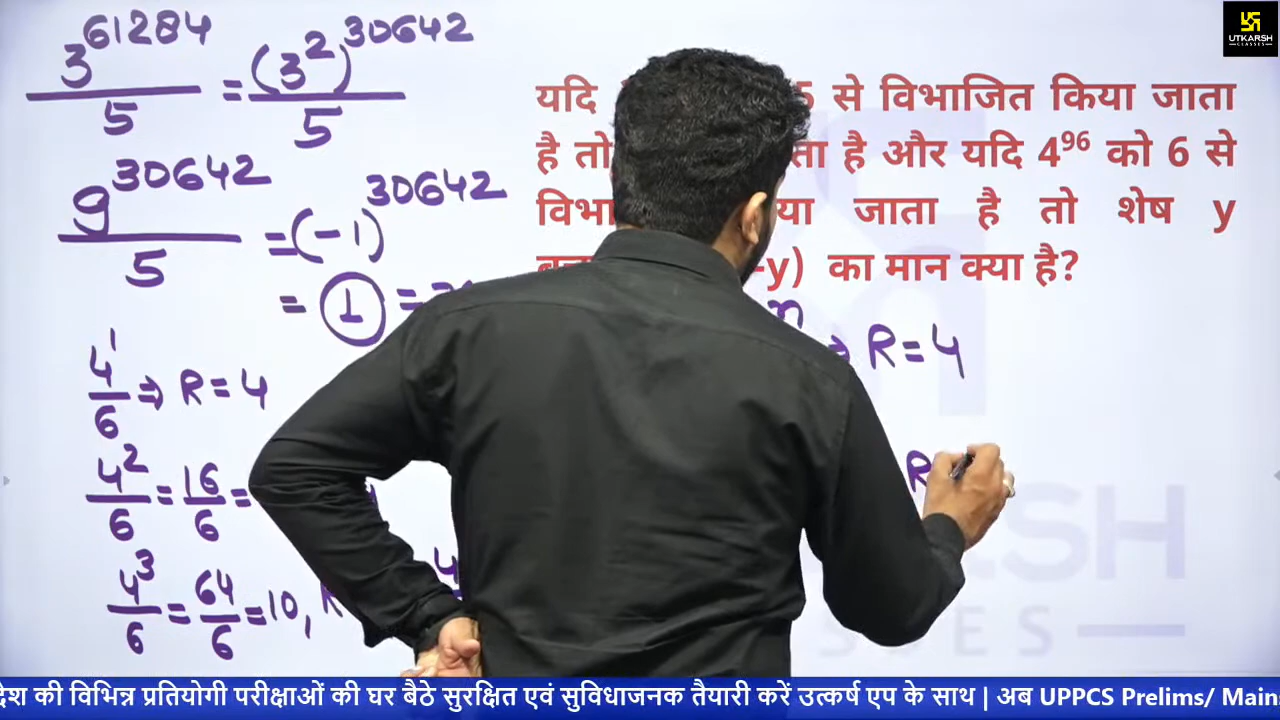 3^61284 / 5 = (3^2)^30642 / 5
9^30642 / 5 = (-1)^30642
= 1 =
4^1 / 6 ⇒ R = 4
4^2 / 6 = 16 / 6 =
4^3 / 6 = 64 / 6 = 10,
यदि 5 से विभाजित किया जाता
है तो ता है और यदि 4^96 को 6 से
विभा या जाता है तो शेष y
-y) का मान क्या है?
n
⇒ R = 4
R
4
UTKARSH
CLASSES
देश की विभिन्न प्रतियोगी परीक्षाओं की घर बैठे सुरक्षित एवं सुविधाजनक तैयारी करें उत्कर्ष एप के साथ | अब UPPCS Prelims/ Main